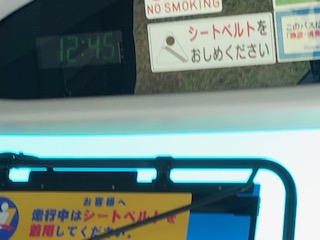 NO SMOKING
12:45
シートベルトを
おしめください
このバスは
お客様へ
走行中はシートベルトを
着用してください。